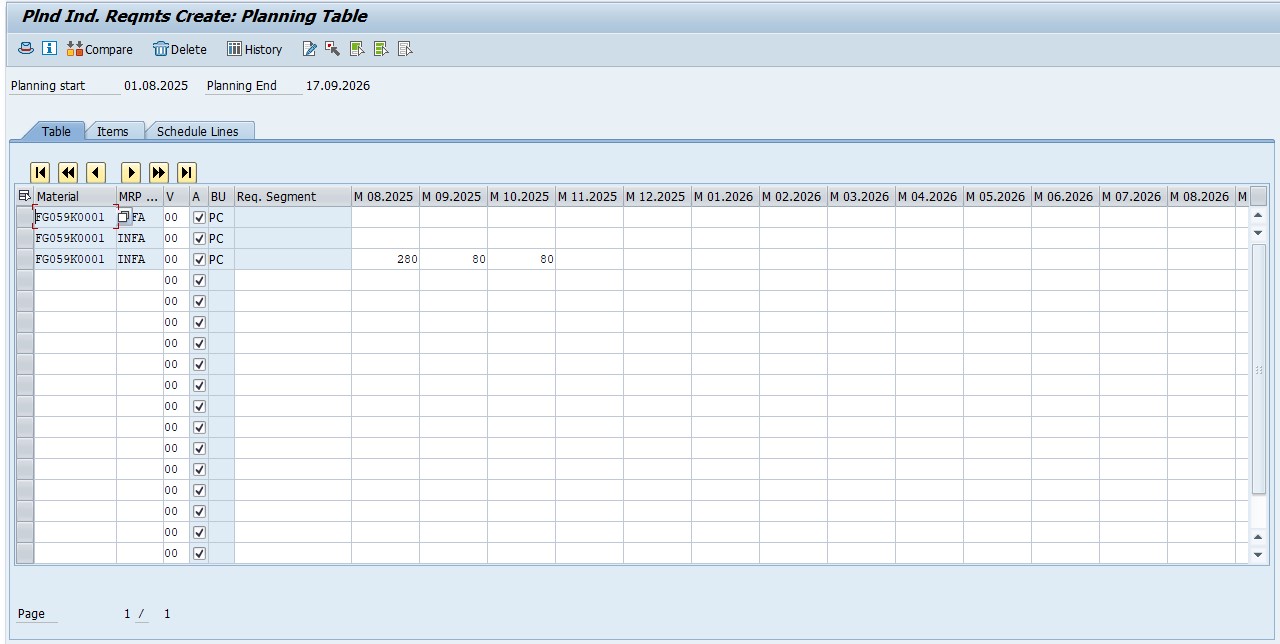 Plnd Ind. Reqmts Create: Planning Table
Compare Delete History
Planning start 01.08.2025 Planning End 17.09.2026
Table Items Schedule Lines
Material MRP ... V A BU Req. Segment M 08.2025 M 09.2025 M 10.2025 M 11.2025 M 12.2025 M 01.2026 M 02.2026 M 03.2026 M 04.2026 M 05.2026 M 06.2026 M 07.2026 M 08.2026 M
FG059K0001 FA 00 PC
FG059K0001 INFA 00 PC
FG059K0001 INFA 00 PC 280 80 80
00
00
00
00
00
00
00
00
00
00
00
00
00
00
Page 1 / 1